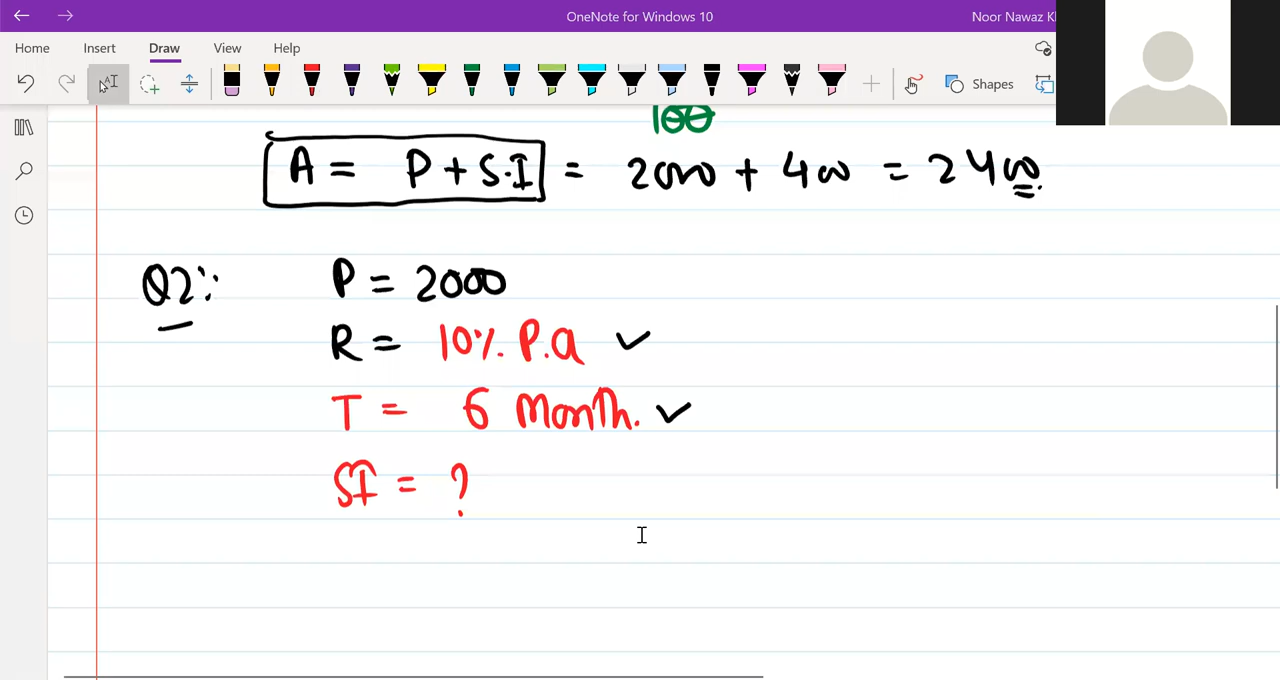 OneNote for Windows 10
Noor Nawaz Kh
Home Insert Draw View Help
Shapes
100
A = P + S.I = 2000 + 400 = 2400.
Q2:
P = 2000
R = 10% P.a ✓
T = 6 Month. ✓
SI = ?